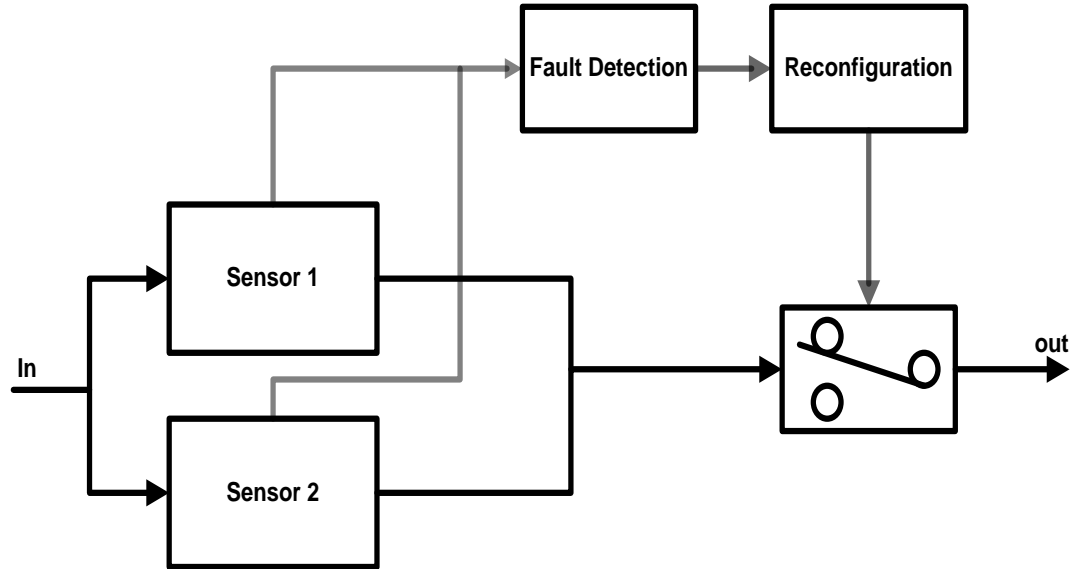 Fault Detection
Reconfiguration
Sensor 1
In
out
Sensor 2